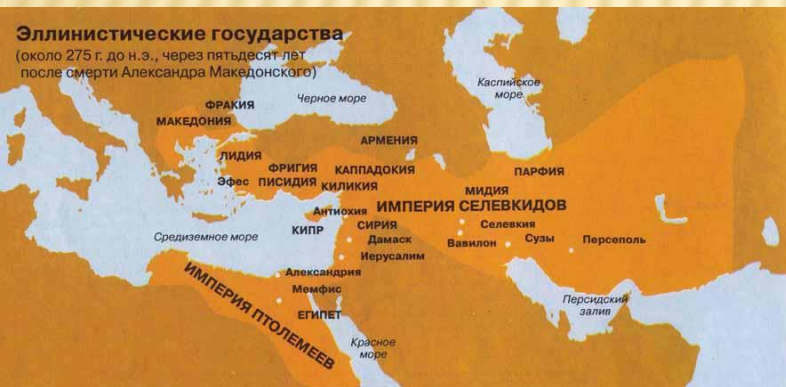 Эллинистические государства
(около 275 г. до н.э., через пятьдесят лет
после смерти Александра Македонского)
Каспийское
море
Черное море
ФРАКИЯ
МАКЕДОНИЯ
АРМЕНИЯ
ЛИДИЯ
ФРИГИЯ
КАППАДОКИЯ
ПАРФИЯ
Эфес
ПИСИДИЯ
КИЛИКИЯ
МИДИЯ
ИМПЕРИЯ СЕЛЕВКИДОВ
Антиохия
СИРИЯ
Селевкия
КИПР
Средиземное море
Дамаск
Вавилон
Сузы
Персеполь
Иерусалим
Александрия
ИМПЕРИЯ ПТОЛЕМЕЕВ
Мемфис
Персидский
залив
ЕГИПЕТ
Красное
море